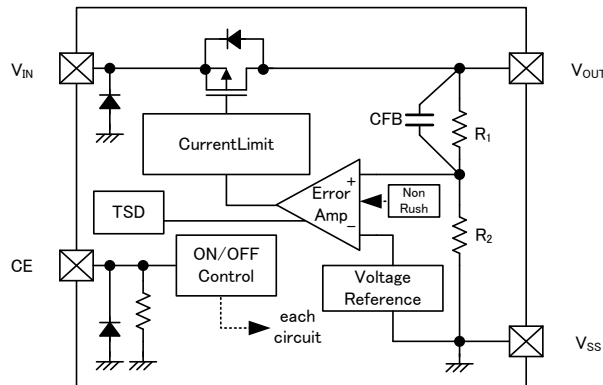 VIN
VOUT
CFB
R1
CurrentLimit
+
Error
Amp
−
Non
Rush
TSD
R2
CE
ON/OFF
Control
Voltage
Reference
each
circuit
VSS